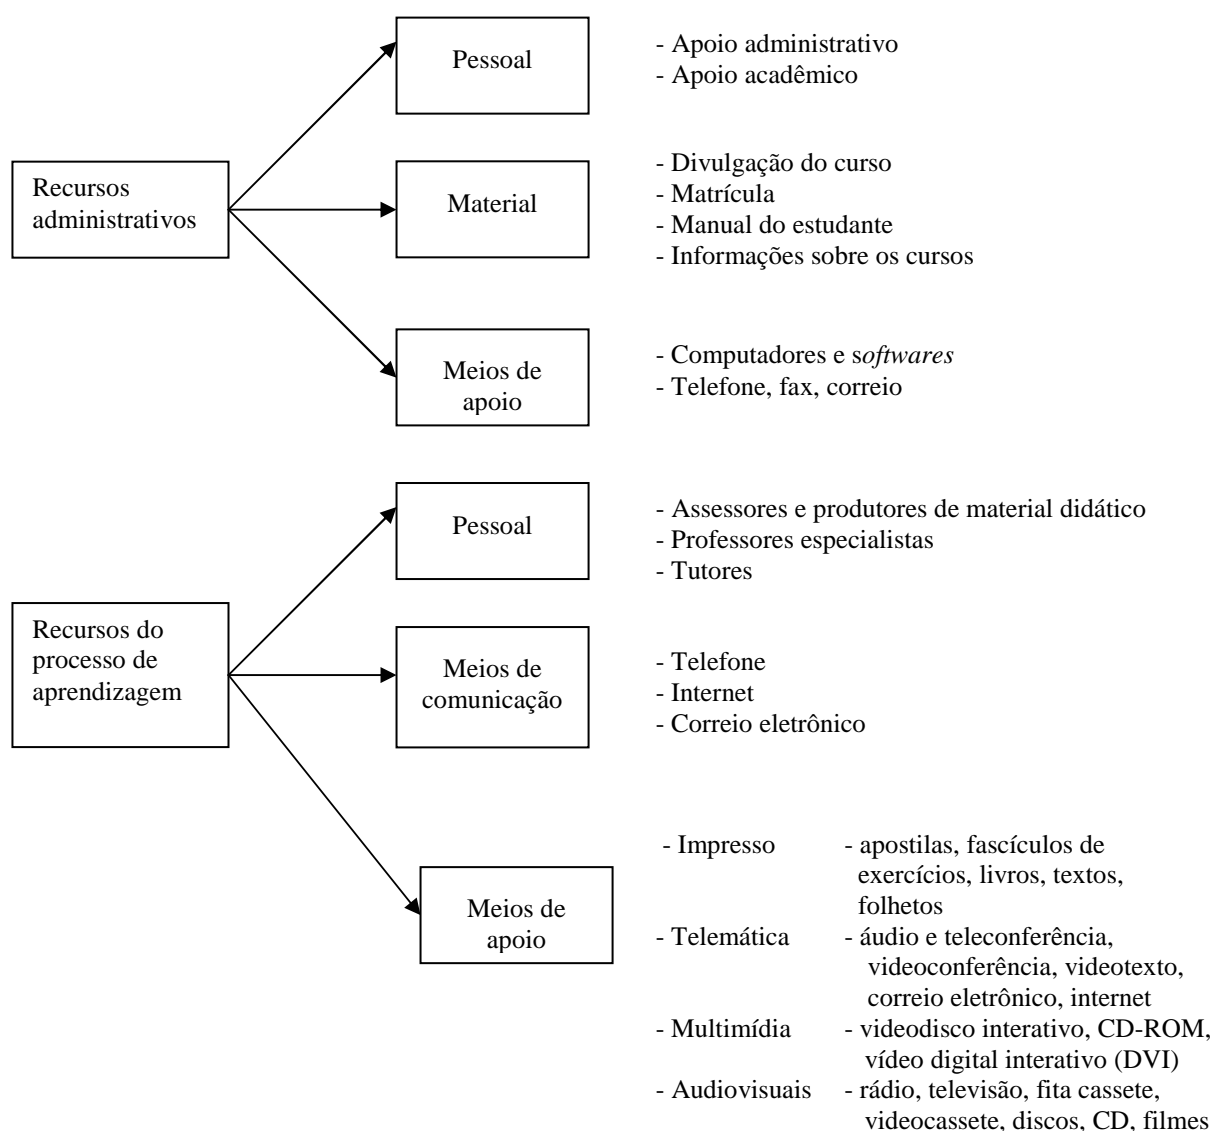 Pessoal
- Apoio administrativo
- Apoio acadêmico
Recursos
administrativos
Material
- Divulgação do curso
- Matrícula
- Manual do estudante
- Informações sobre os cursos
Meios de
apoio
- Computadores e softwares
- Telefone, fax, correio
Pessoal
- Assessores e produtores de material didático
- Professores especialistas
- Tutores
Recursos do
processo de
aprendizagem
Meios de
comunicação
- Telefone
- Internet
- Correio eletrônico
Meios de
apoio
- Impresso - apostilas, fascículos de
exercícios, livros, textos,
folhetos
- Telemática - áudio e teleconferência,
videoconferência, videotexto,
correio eletrônico, internet
- Multimídia - videodisco interativo, CD-ROM,
vídeo digital interativo (DVI)
- Audiovisuais - rádio, televisão, fita cassete,
videocassete, discos, CD, filmes